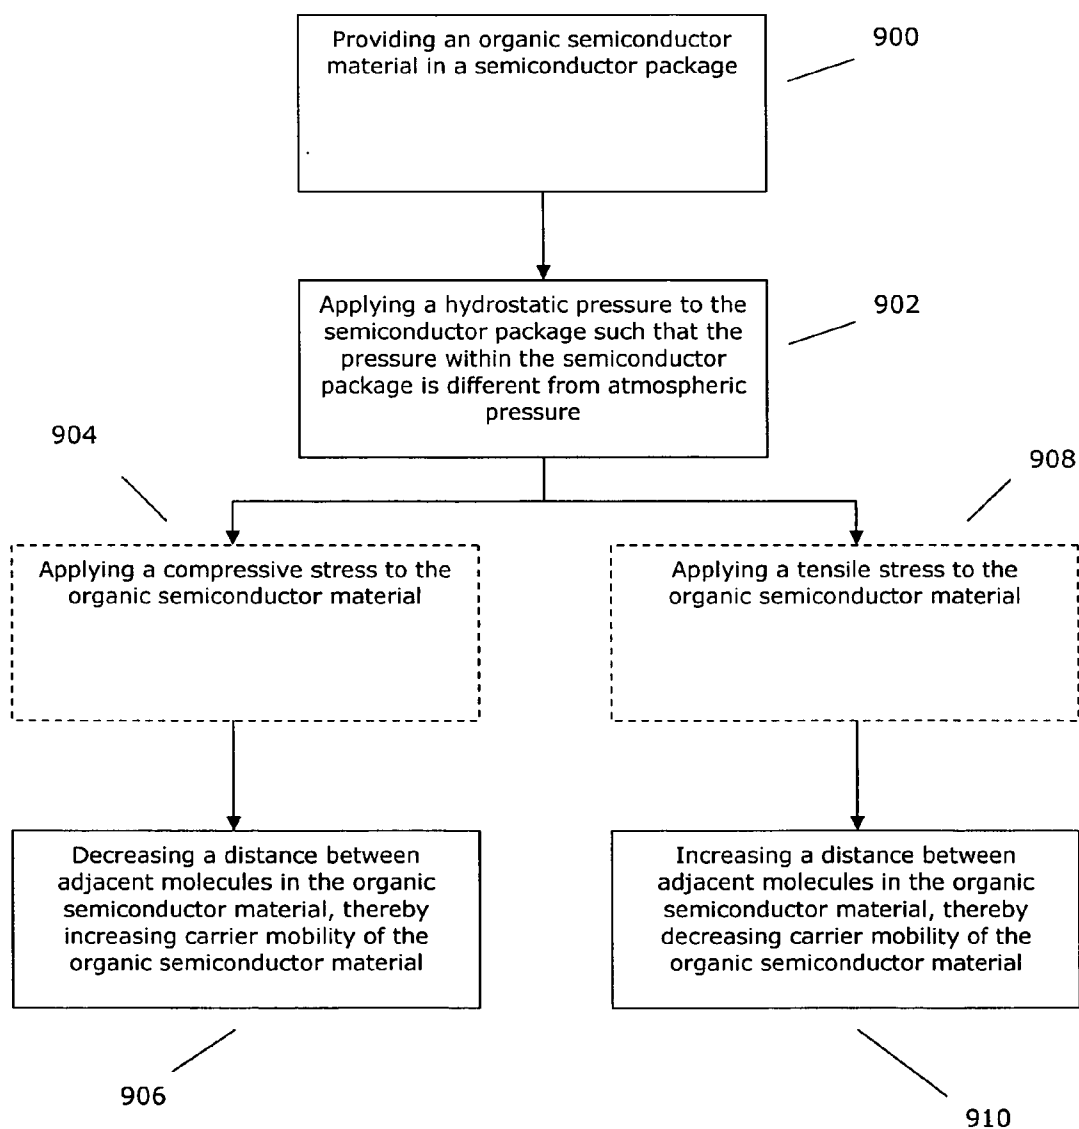 Providing an organic semiconductor
material in a semiconductor package
900
Applying a hydrostatic pressure to the
semiconductor package such that the
pressure within the semiconductor
package is different from atmospheric
pressure
902
904
Applying a compressive stress to the
organic semiconductor material
908
Applying a tensile stress to the
organic semiconductor material
Decreasing a distance between
adjacent molecules in the organic
semiconductor material, thereby
increasing carrier mobility of the
organic semiconductor material
906
Increasing a distance between
adjacent molecules in the organic
semiconductor material, thereby
decreasing carrier mobility of the
organic semiconductor material
910